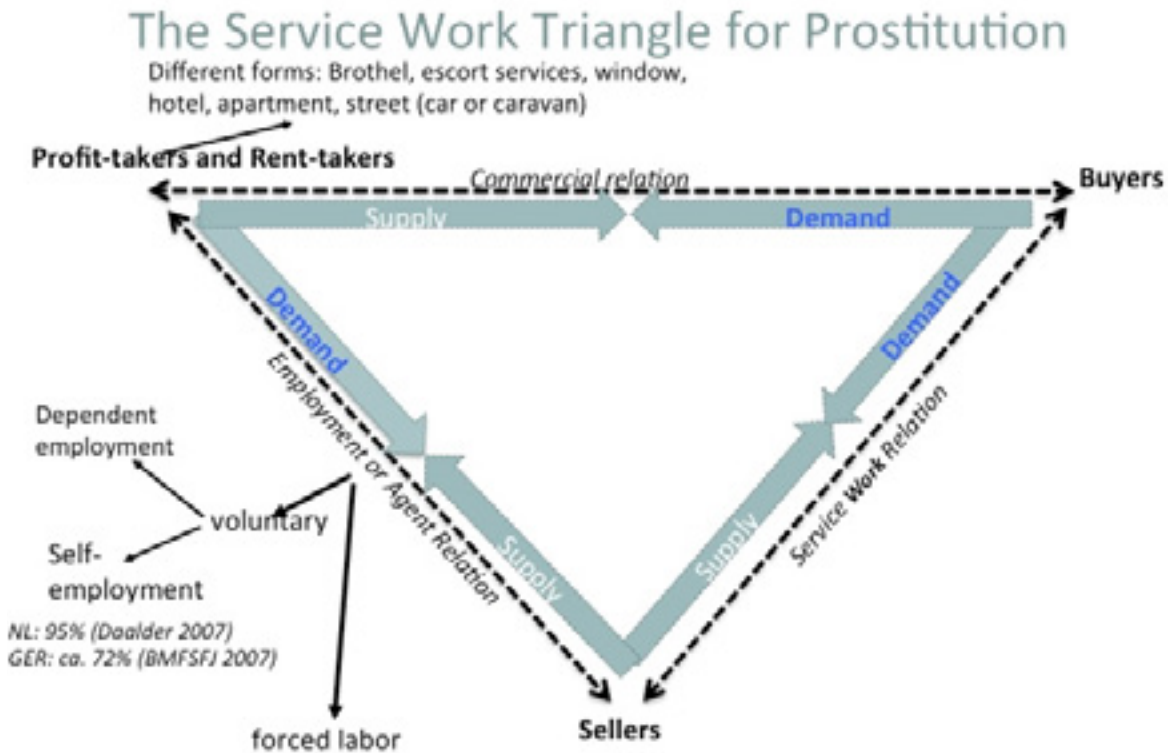 The Service Work Triangle for Prostitution
Different forms: Brothel, escort services, window,
hotel, apartment, street (car or caravan)
Profit-takers and Rent-takers
Commercial relation
Buyers
Supply
Demand
Demand
Demand
Employment or Agent Relation
Service Work Relation
Dependent
employment
voluntary
Self-
employment
Supply
Supply
NL: 95% (Daalder 2007)
GER: ca. 72% (BMFSFJ 2007)
Sellers
forced labor